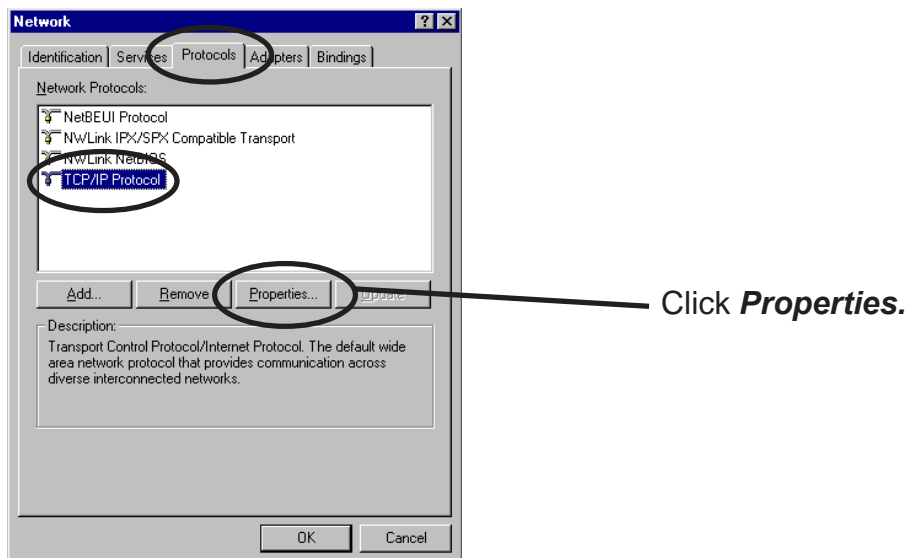 Network
Identification Services Protocols Adapters Bindings
Network Protocols:
NetBEUI Protocol
NWLink IPX/SPX Compatible Transport
NWLink NetBIOS
TCP/IP Protocol
Add... Remove Properties... Update
Click Properties.
Description:
Transport Control Protocol/Internet Protocol. The default wide
area network protocol that provides communication across
diverse interconnected networks.
OK Cancel